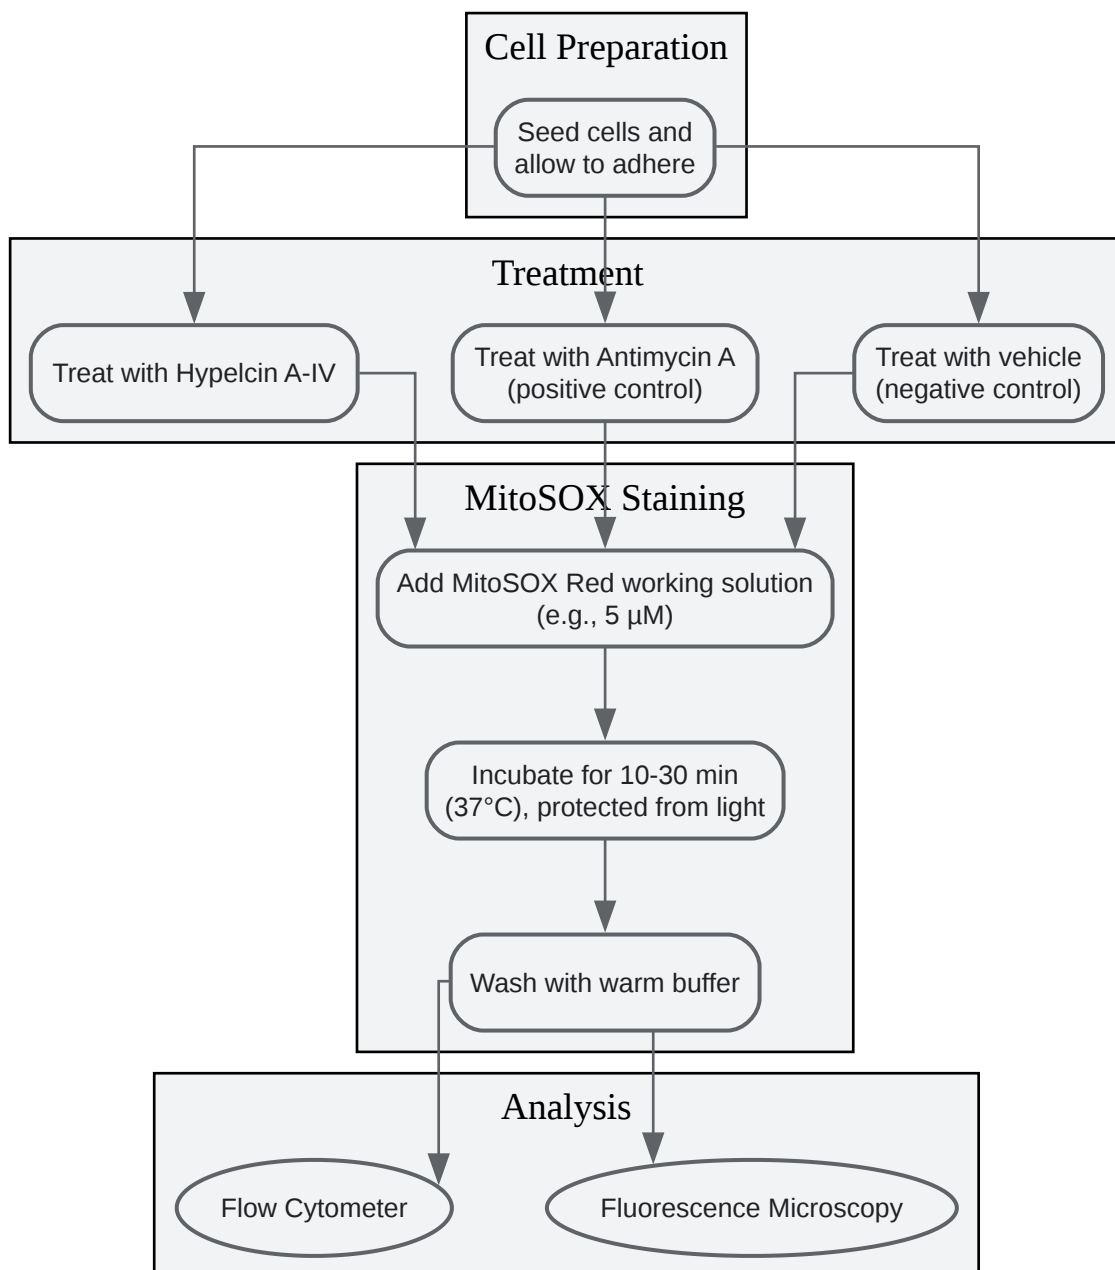 Cell Preparation
Seed cells and
allow to adhere
Treatment
Treat with Hypelcin A-IV
Treat with Antimycin A
(positive control)
Treat with vehicle
(negative control)
MitoSOX Staining
Add MitoSOX Red working solution
(e.g., 5 µM)
Incubate for 10-30 min
(37°C), protected from light
Wash with warm buffer
Analysis
Flow Cytometer
Fluorescence Microscopy